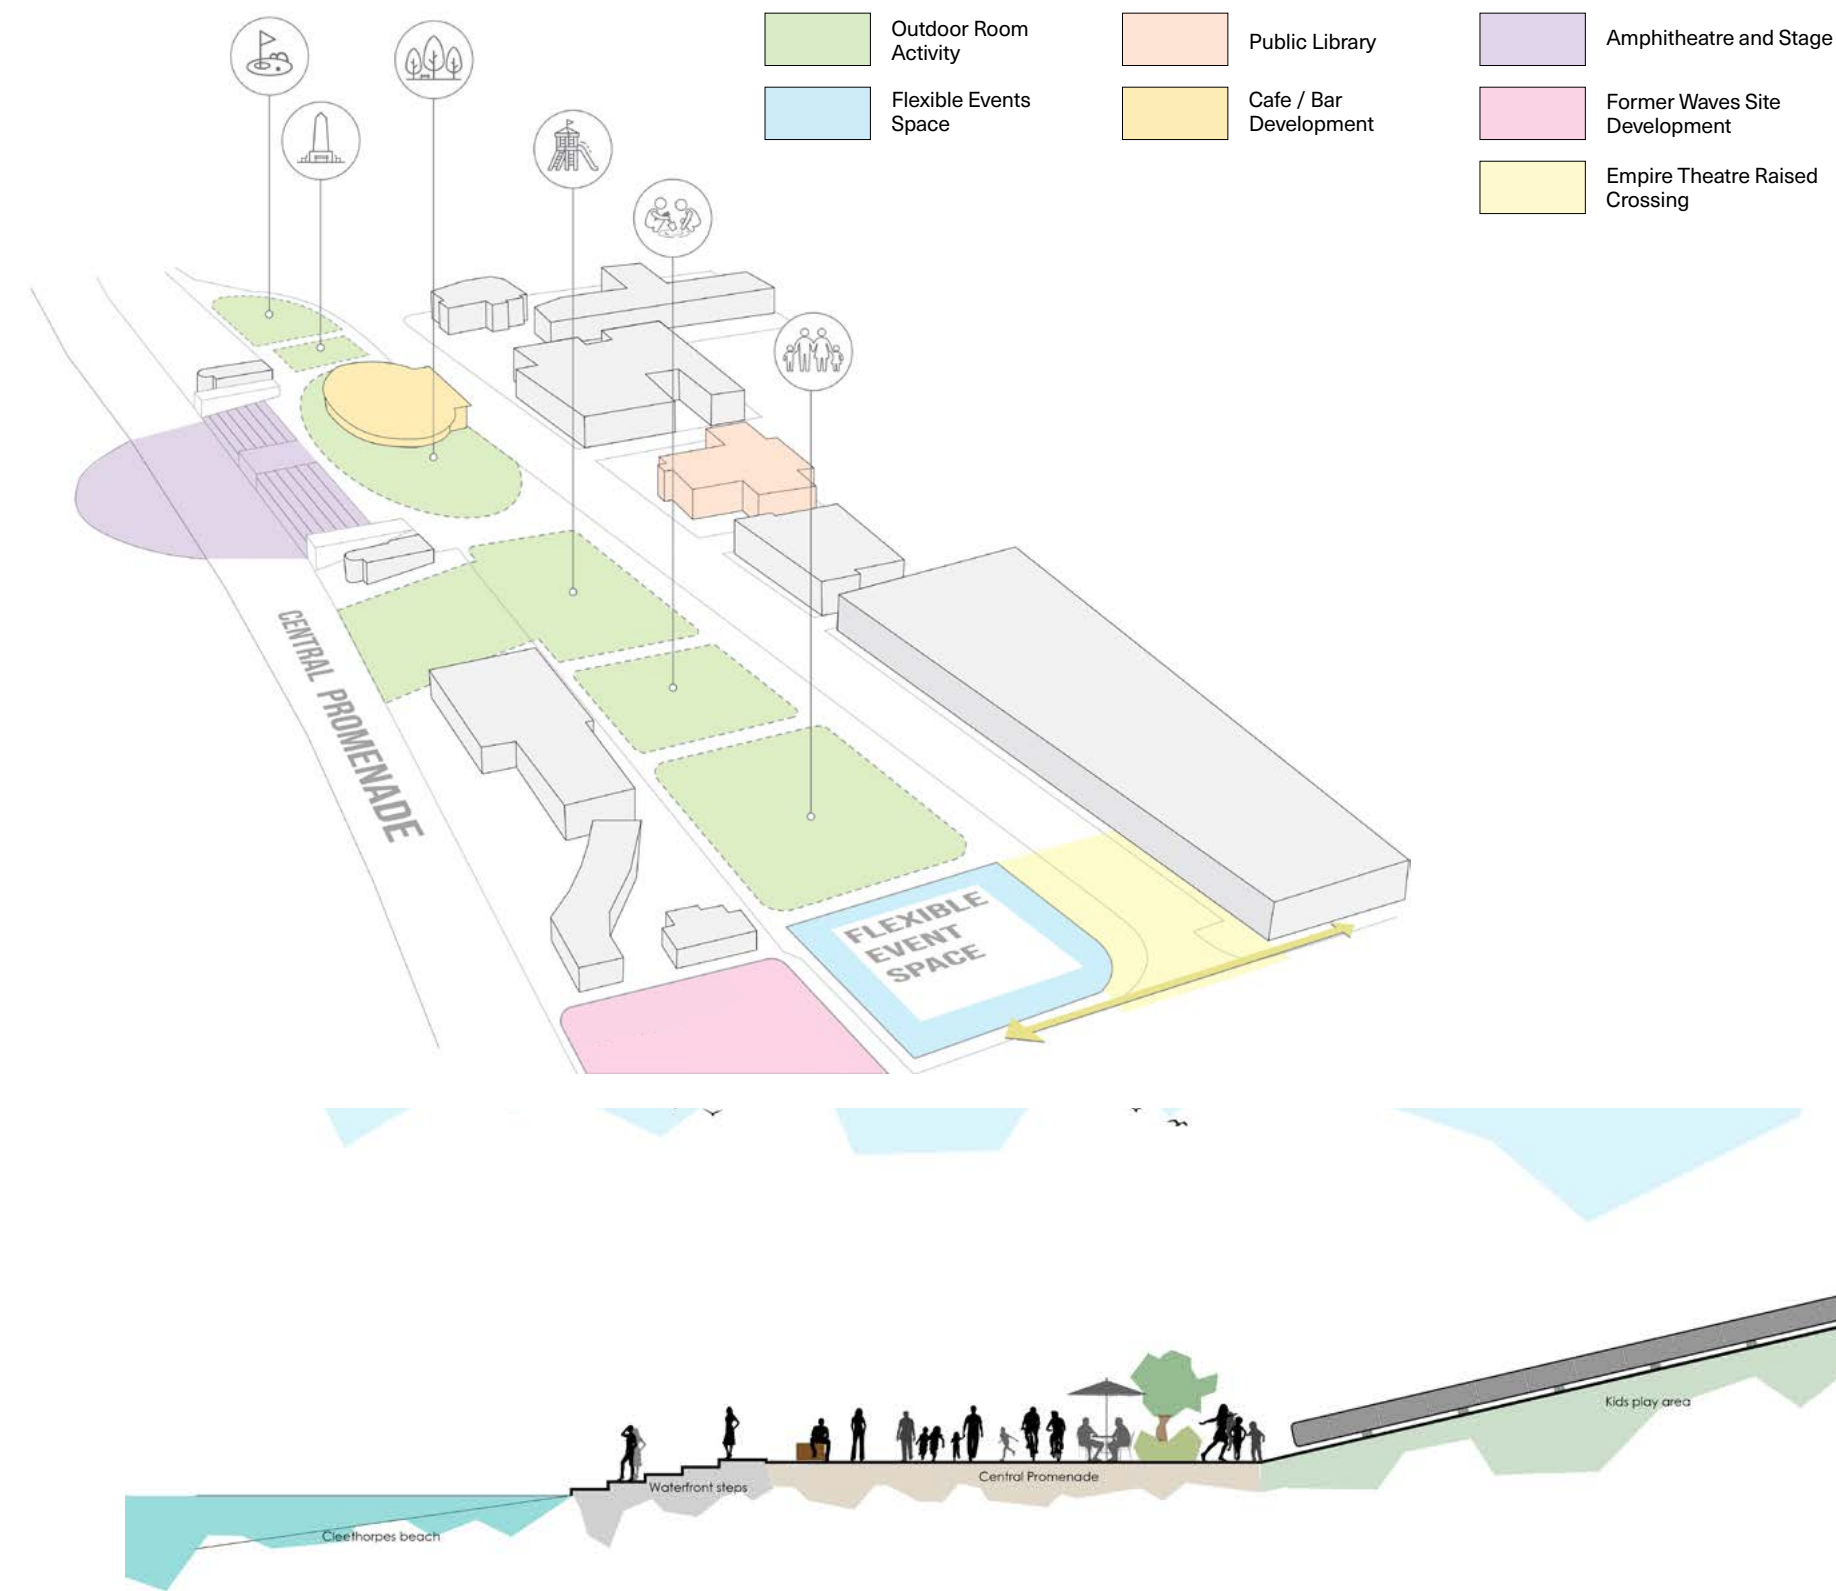 Outdoor Room
Activity
Public Library
Amphitheatre and Stage
Flexible Events
Space
Cafe / Bar
Development
Former Waves Site
Development
Empire Theatre Raised
Crossing
CENTRAL PROMENADE
FLEXIBLE
EVENT
SPACE
Kids play area
Central Promenade
Waterfront steps
Cleethorpes beach